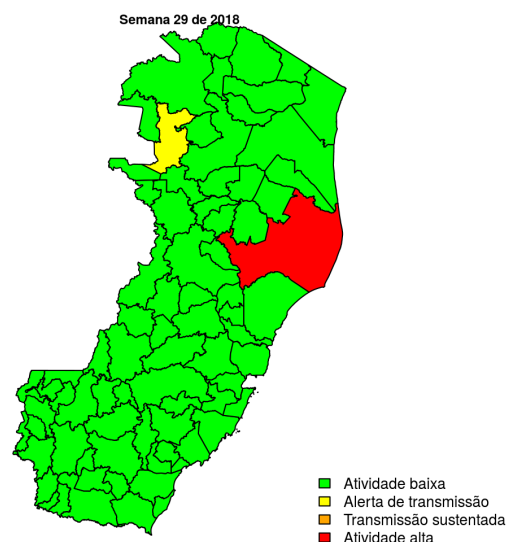 Semana 29 de 2018
Atividade baixa
Alerta de transmissão
Transmissão sustentada
Atividade alta